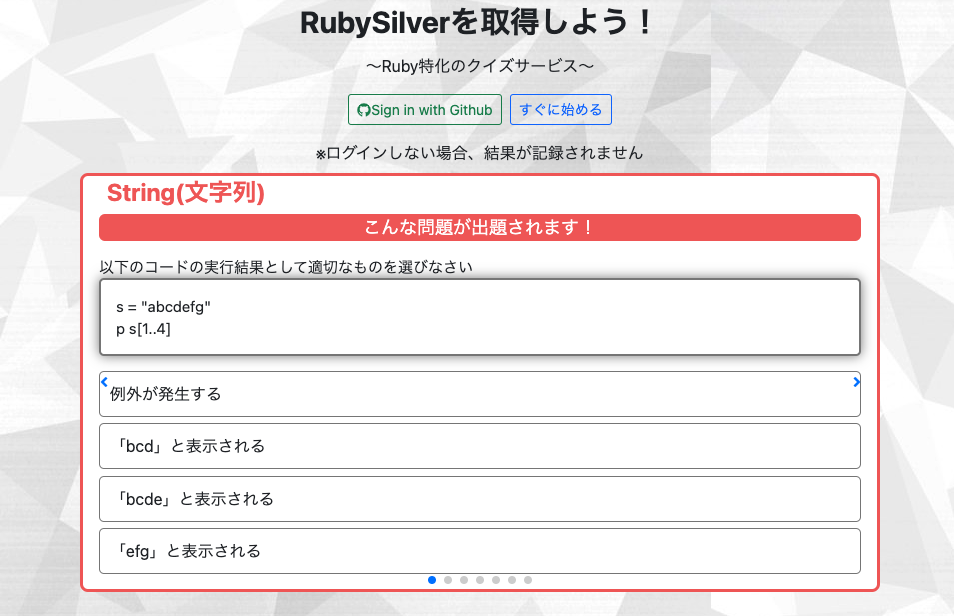 RubySilverを取得しよう！
〜Ruby特化のクイズサービス〜
Sign in with Github
すぐに始める
※ログインしない場合、結果が記録されません
String(文字列)
こんな問題が出題されます！
以下のコードの実行結果として適切なものを選びなさい
s = "abcdefg"
p s[1..4]
例外が発生する
「bcd」と表示される
「bcde」と表示される
「efg」と表示される